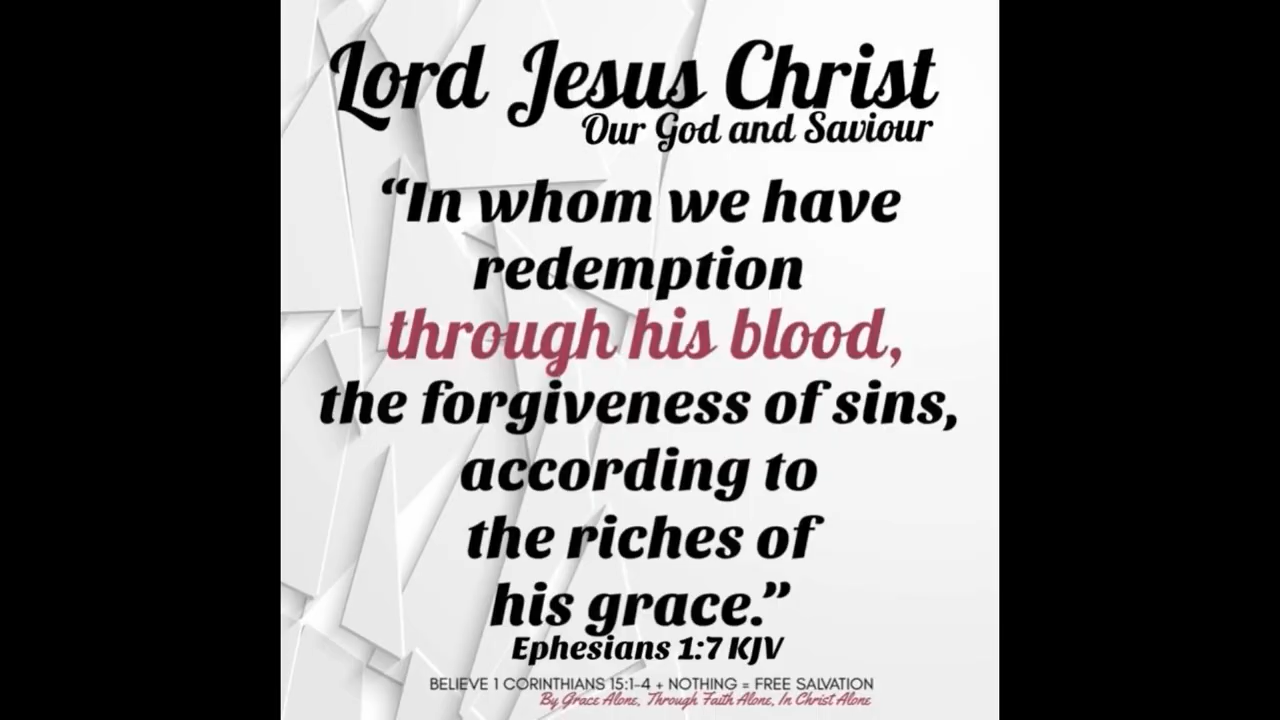 Lord Jesus Christ
Our God and Saviour
“In whom we have
redemption
through his blood,
the forgiveness of sins,
according to
the riches of
his grace.”
Ephesians 1:7 KJV
BELIEVE 1 CORINTHIANS 15:1-4 + NOTHING = FREE SALVATION
By Grace Alone, Through Faith Alone, In Christ Alone